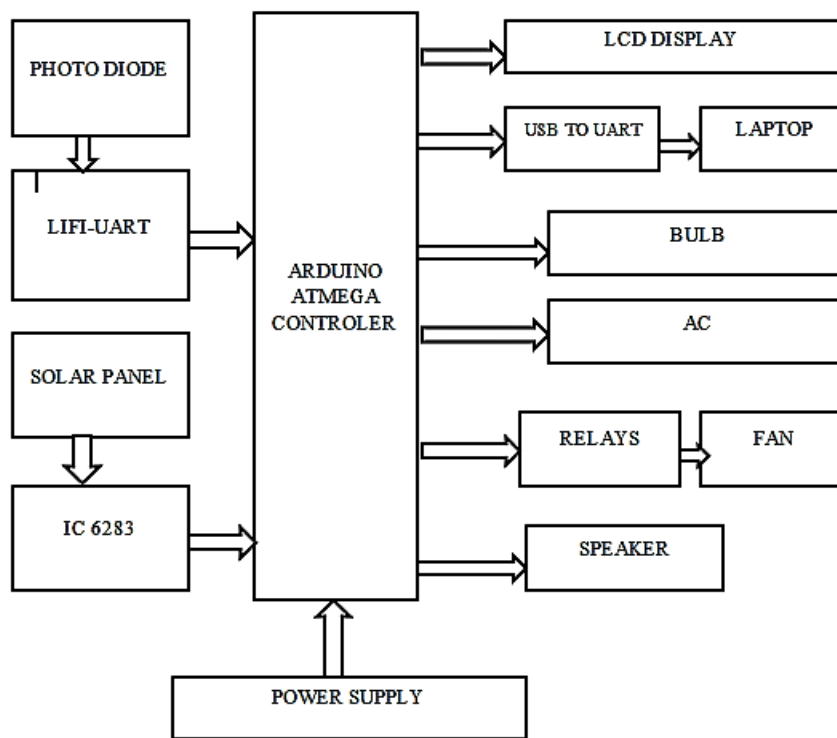 PHOTO DIODE
LIFI-UART
SOLAR PANEL
IC 6283
ARDUINO
ATMEGA
CONTROLER
LCD DISPLAY
USB TO UART
LAPTOP
BULB
AC
RELAYS
FAN
SPEAKER
POWER SUPPLY